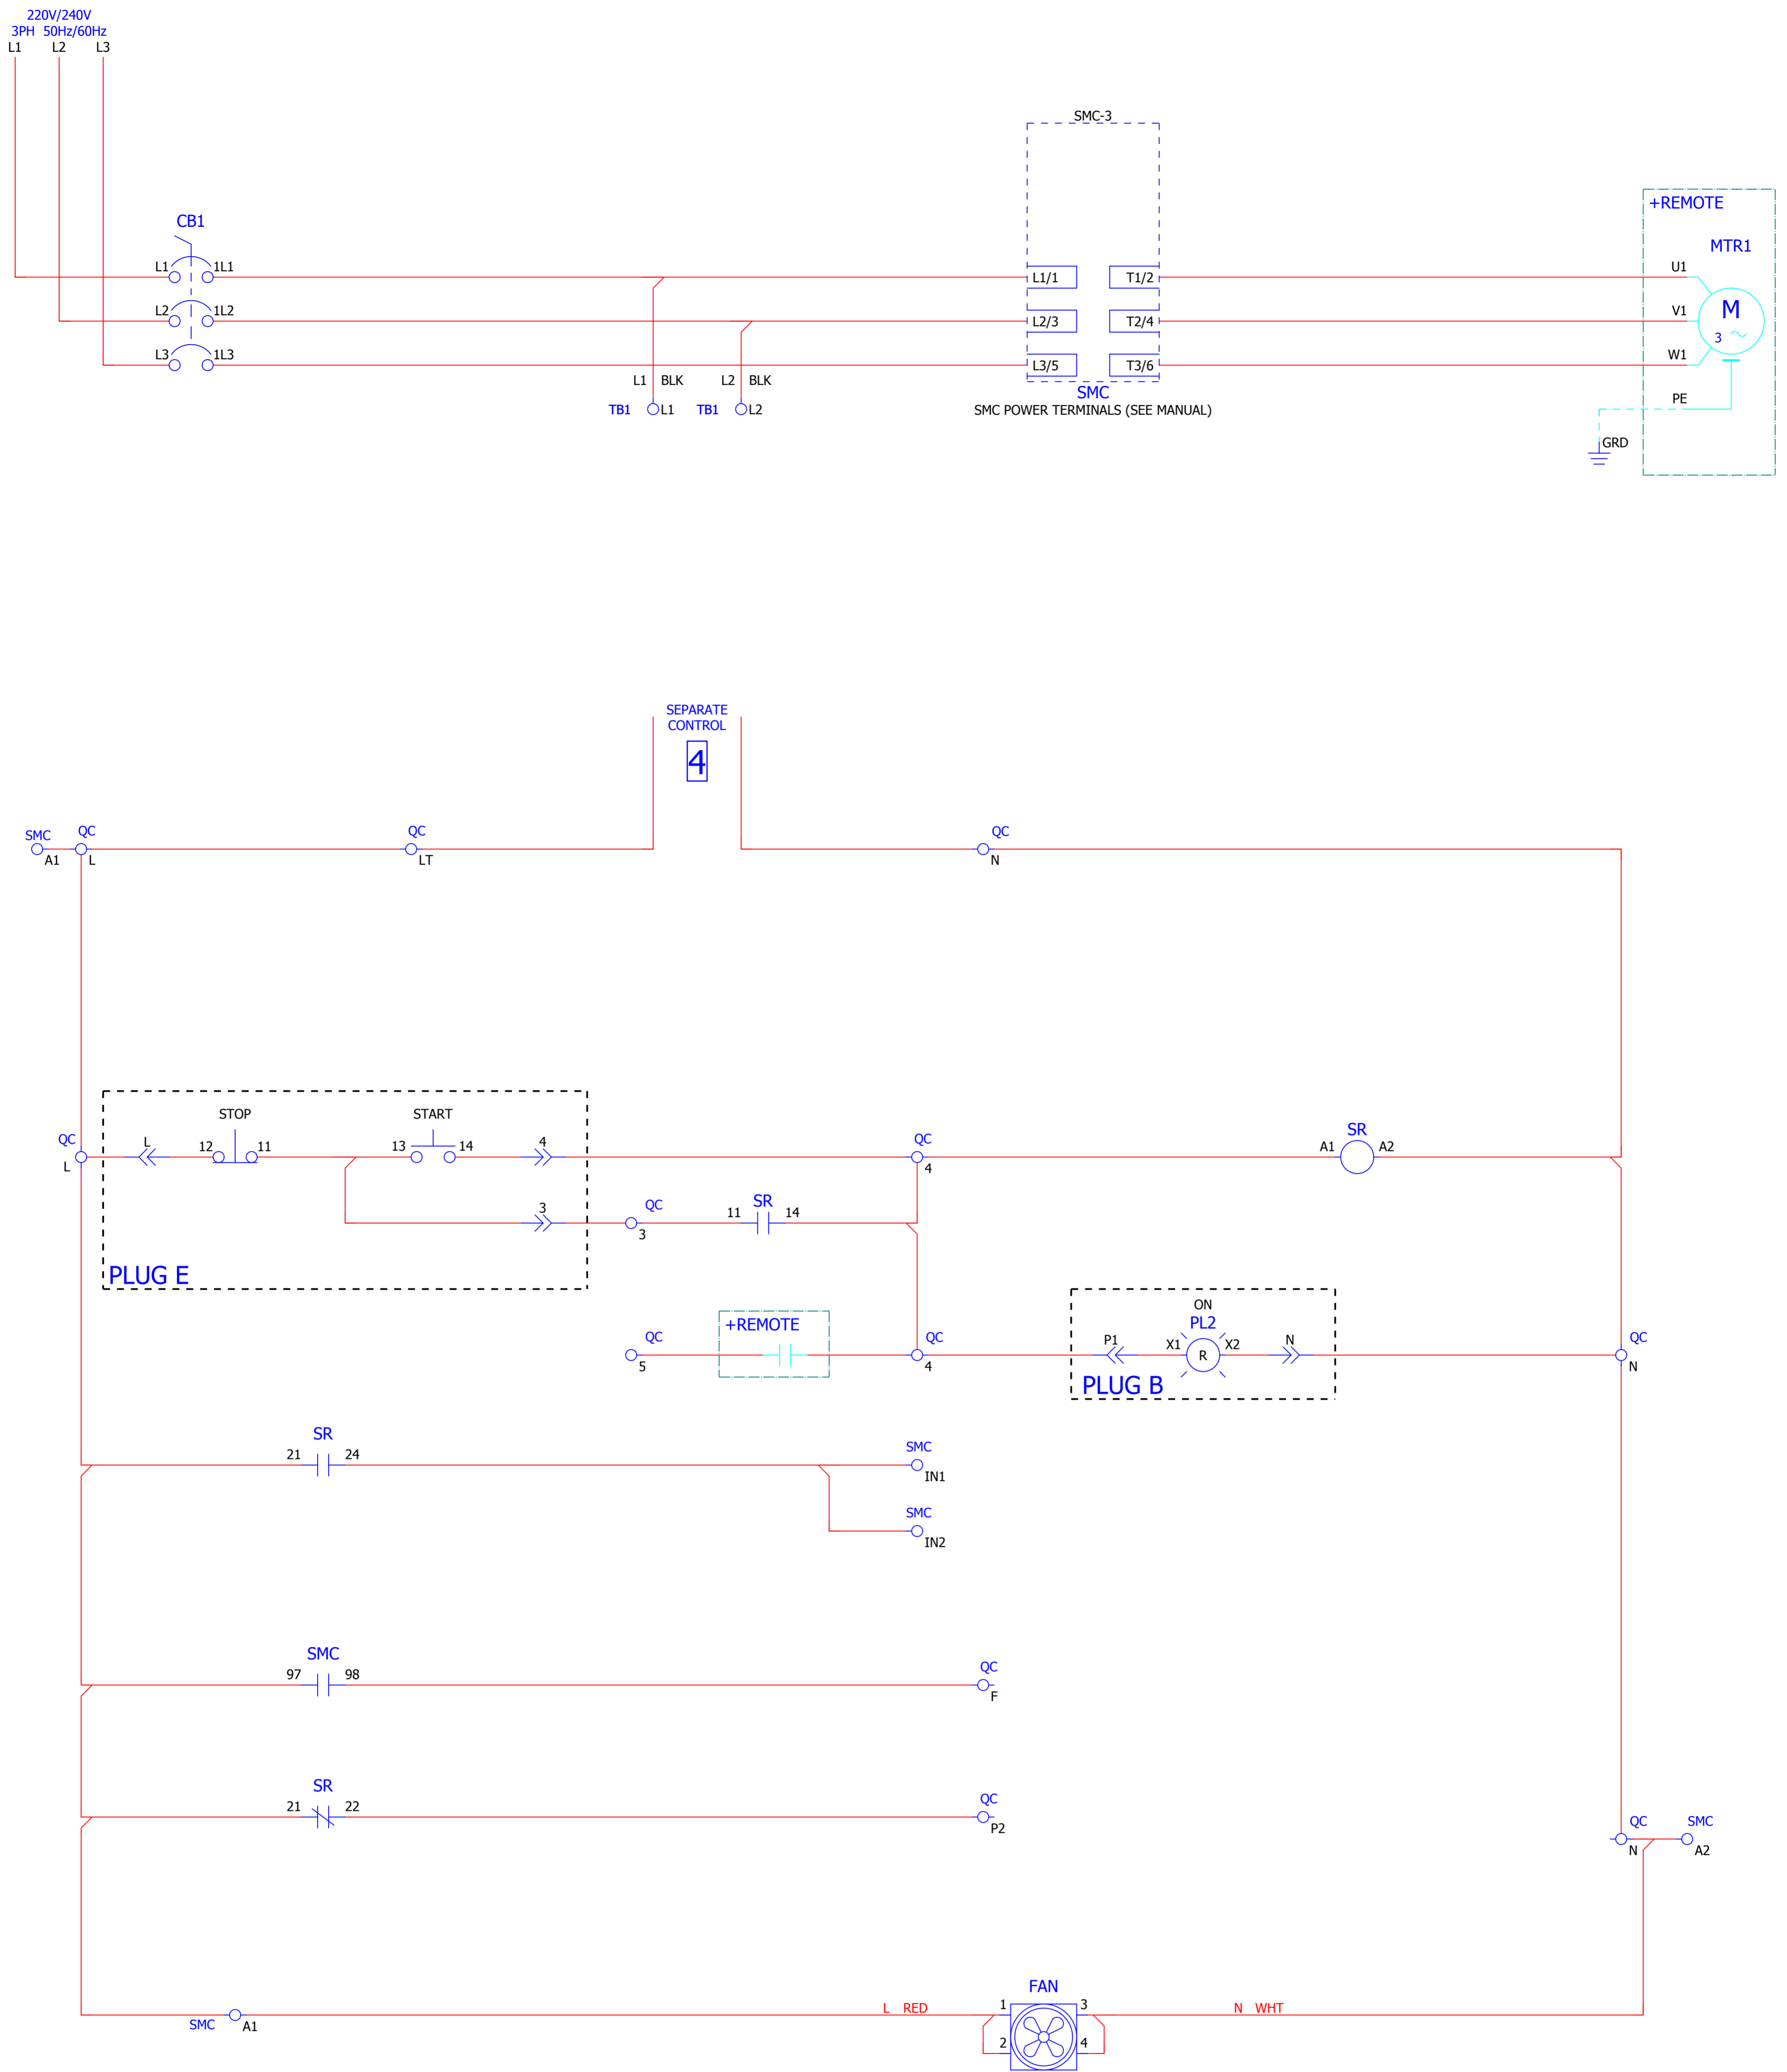 220V/240V
3PH 50Hz/60Hz
L1 L2 L3
SMC-3
+REMOTE
CB1
MTR1
L1 1L1 L1/1 T1/2 U1
L2 1L2 L2/3 T2/4 V1
M
3
L3 1L3 L3/5 T3/6 W1
L1 BLK L2 BLK
SMC
PE
TB1 L1 TB1 L2
SMC POWER TERMINALS (SEE MANUAL)
GRD
SEPARATE
CONTROL
4
SMC QC QC QC
A1 L LT N
STOP START
QC L 12 11 13 14 4 QC A1 SR A2
L 4
3 QC 11 SR 14
3
PLUG E
ON
+REMOTE
PL2
QC QC P1 X1 R X2 N QC
5 4 N
PLUG B
SR
21 24 SMC
IN1
SMC
IN2
SMC
97 98 QC
F
SR
21 22 QC
P2
QC SMC
N A2
FAN
L RED 1 3 N WHT
SMC A1
2 4